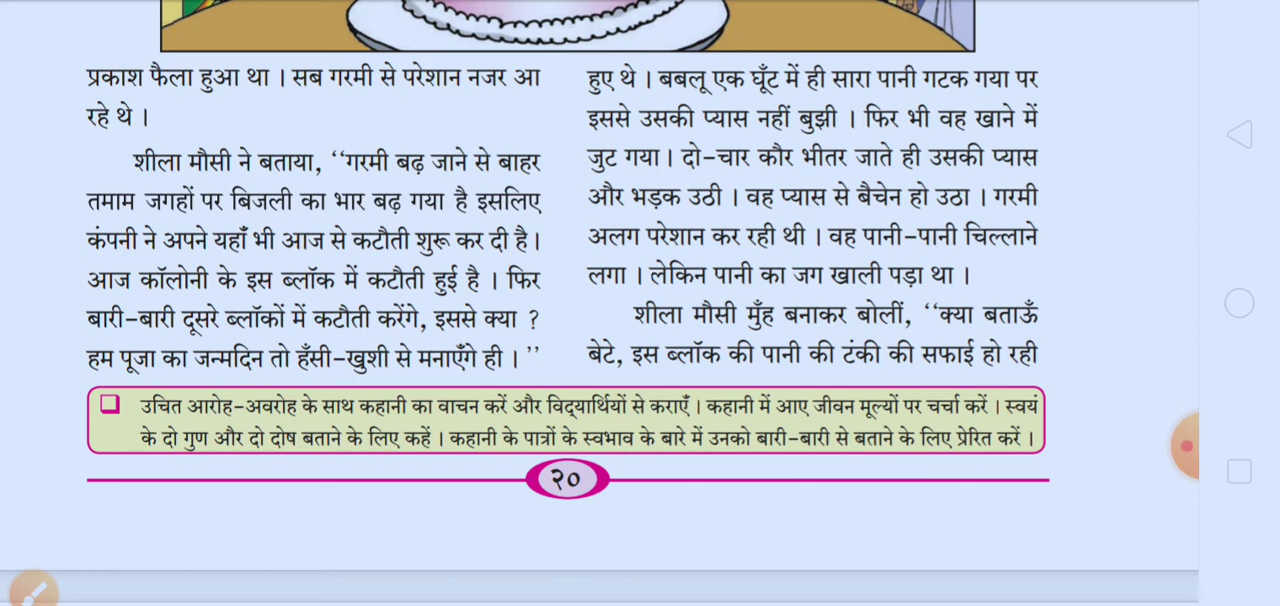 प्रकाश फैला हुआ था । सब गरमी से परेशान नजर आ
रहे थे ।
शीला मौसी ने बताया, ‘‘गरमी बढ़ जाने से बाहर
तमाम जगहों पर बिजली का भार बढ़ गया है इसलिए
कंपनी ने अपने यहाँ भी आज से कटौती शुरू कर दी है।
आज कॉलोनी के इस ब्लॉक में कटौती हुई है । फिर
बारी-बारी दूसरे ब्लॉकों में कटौती करेंगे, इससे क्या ?
हम पूजा का जन्मदिन तो हँसी-खुशी से मनाएँगे ही । ’’
हुए थे । बबलू एक घूँट में ही सारा पानी गटक गया पर
इससे उसकी प्यास नहीं बुझी । फिर भी वह खाने में
जुट गया। दो-चार कौर भीतर जाते ही उसकी प्यास
और भड़क उठी । वह प्यास से बैचेन हो उठा । गरमी
अलग परेशान कर रही थी । वह पानी-पानी चिल्लाने
लगा । लेकिन पानी का जग खाली पड़ा था ।
शीला मौसी मुँह बनाकर बोलीं, ‘‘क्या बताऊँ
बेटे, इस ब्लॉक की पानी की टंकी की सफाई हो रही
उचित आरोह-अवरोह के साथ कहानी का वाचन करें और विद्यार्थियों से कराएँ । कहानी में आए जीवन मूल्यों पर चर्चा करें । स्वयं
के दो गुण और दो दोष बताने के लिए कहें । कहानी के पात्रों के स्वभाव के बारे में उनको बारी-बारी से बताने के लिए प्रेरित करें ।
२०